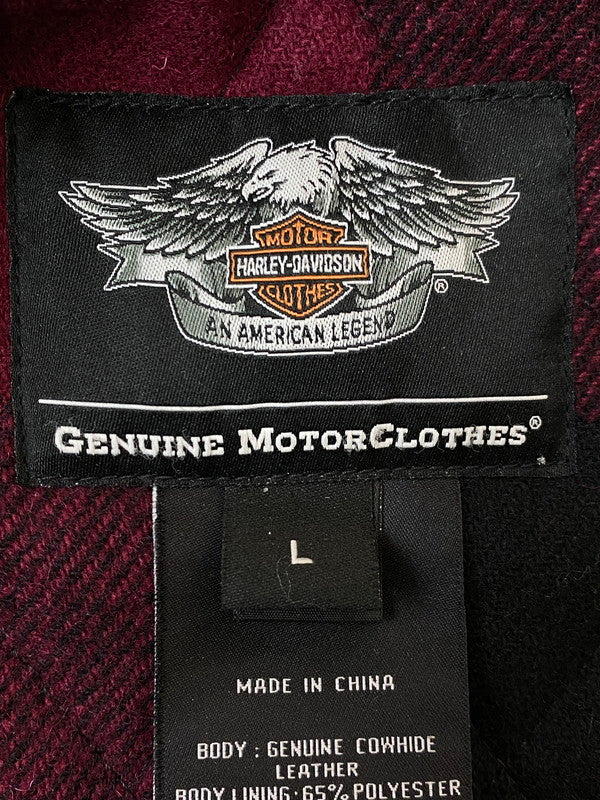 MOTOR
HARLEY-DAVIDSON
CLOTHES
®
AN AMERICAN LEGEND
GENUINE MOTORCLOTHES®
L
MADE IN CHINA
BODY : GENUINE COWHIDE
LEATHER
BODY LINING: 65% POLYESTER